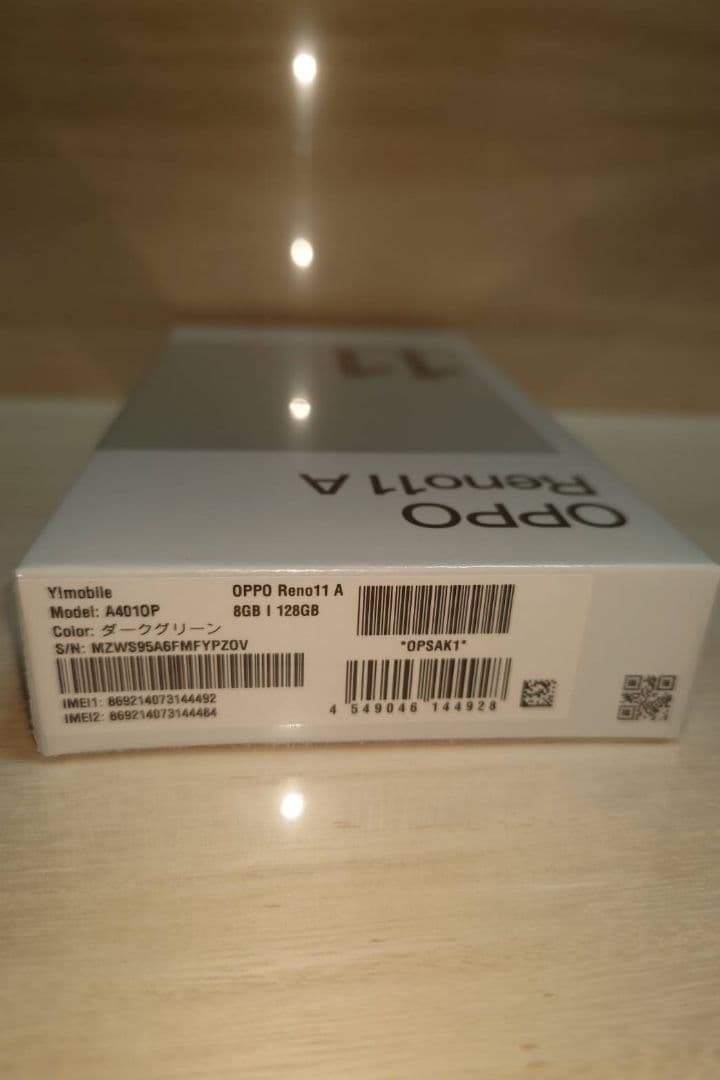 11
OPPO
Reno11 A
Y!mobile
Model: A401OP
Color: ダークグリーン
S/N: MZWS95A6FMFYPZOV
IMEI1: 869214073144492
IMEI2: 869214073144484
OPPO Reno11 A
8GB | 128GB
*OPSAK1*
4 549046 144928